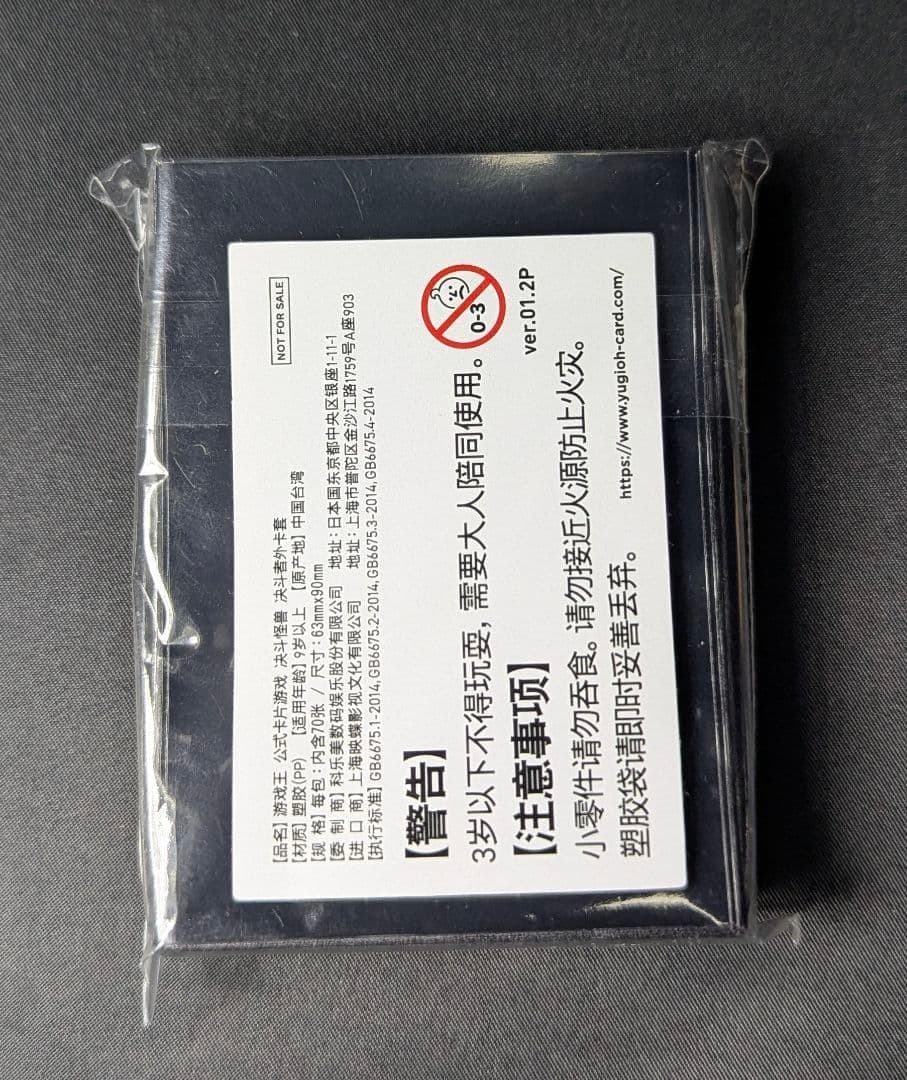 NOT FOR SALE
【品名】游戏王 公式卡片游戏 决斗怪兽 决斗者外卡套
【材质】塑胶(PP) 【适用年龄】9岁以上 【原产地】中国台湾
【规 格】每包：内含70张 / 尺寸：63mmx90mm
【委 制 商】科乐美数码娱乐股份有限公司 地址：日本国东京都中央区银座1-11-1
【进 口 商】上海映蝶影视文化有限公司 地址：上海市普陀区金沙江路1759号A座903
【执行标准】GB6675.1-2014,GB6675.2-2014,GB6675.3-2014,GB6675.4-2014
【警告】
3岁以下不得玩耍，需要大人陪同使用。
0-3
【注意事项】
ver.01.2P
小零件请勿吞食。请勿接近火源防止火灾。
塑胶袋请即时妥善丢弃。
https://www.yugioh-card.com/